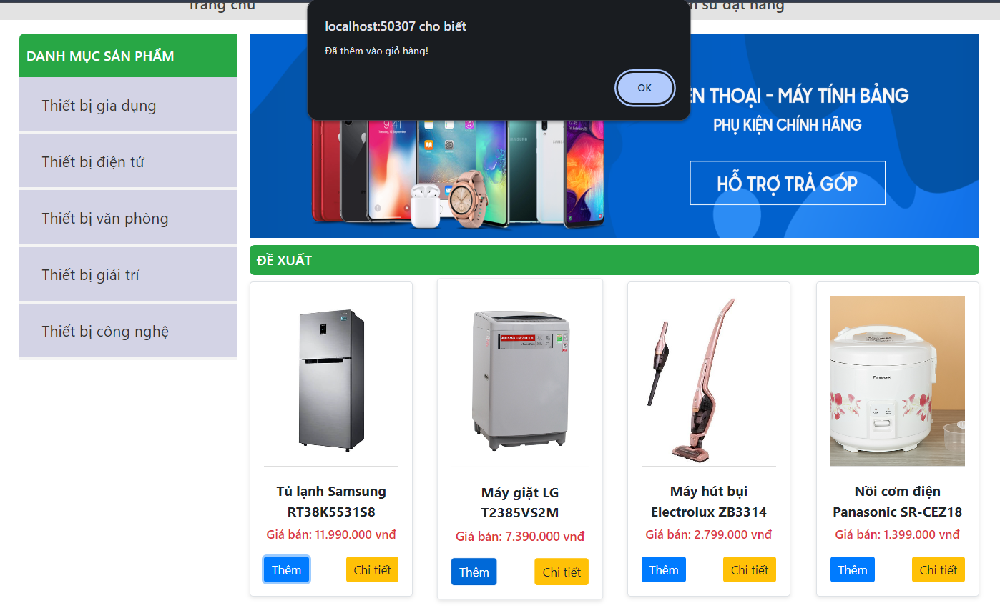 Trang chủ
sử đặt hàng
localhost:50307 cho biết
Đã thêm vào giỏ hàng!
OK
DANH MỤC SẢN PHẨM
Thiết bị gia dụng
Thiết bị điện tử
Thiết bị văn phòng
Thiết bị giải trí
Thiết bị công nghệ
THOẠI - MÁY TÍNH BẢNG
PHỤ KIỆN CHÍNH HÃNG
HỖ TRỢ TRẢ GÓP
9:41
ĐỀ XUẤT
Panasonic
Tủ lạnh Samsung
RT38K5531S8
Giá bán: 11.990.000 vnđ
Thêm
Chi tiết
Máy giặt LG
T2385VS2M
Giá bán: 7.390.000 vnđ
Thêm
Chi tiết
Máy hút bụi
Electrolux ZB3314
Giá bán: 2.799.000 vnđ
Thêm
Chi tiết
Nồi cơm điện
Panasonic SR-CEZ18
Giá bán: 1.399.000 vnđ
Thêm
Chi tiết